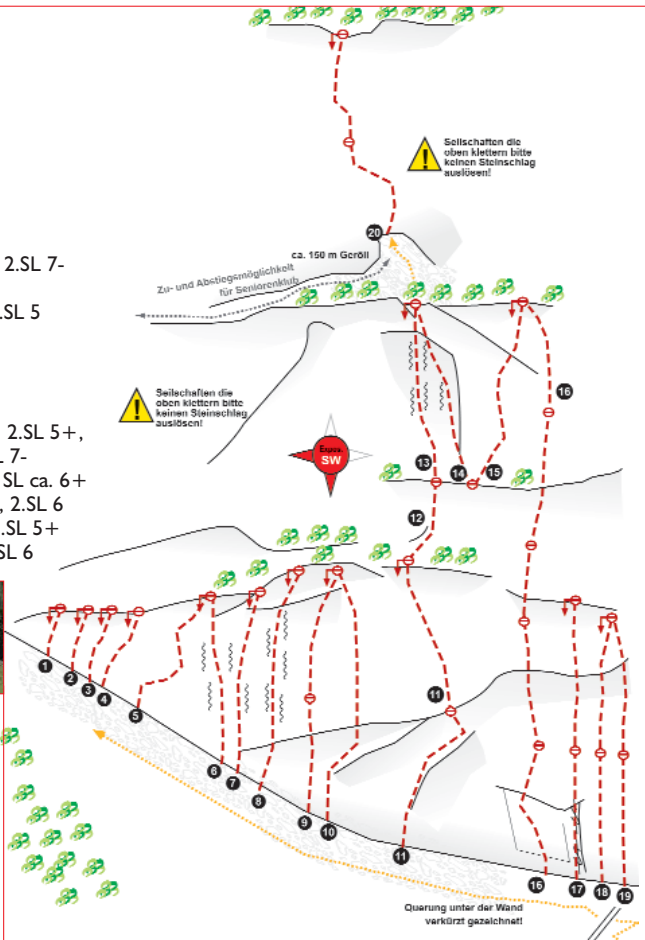 Seilschaften die
oben klettern bitte
keinen Steinschlag
auslösen!
20
2.SL 7-
ca. 150 m Geröll
Zu- und Abstiegsmöglichkeit
für Seniorenklub
.SL 5
16
Seilschaften die
oben klettern bitte
keinen Steinschlag
auslösen!
2.SL 5+,
7-
Expos.
SW
SL ca. 6+
13
14
15
, 2.SL 6
12
.SL 5+
SL 6
1
2
3
4
5
11
6
7
8
9
10
11
16
17
18
19
Querung unter der Wand
verkürzt gezeichnet!